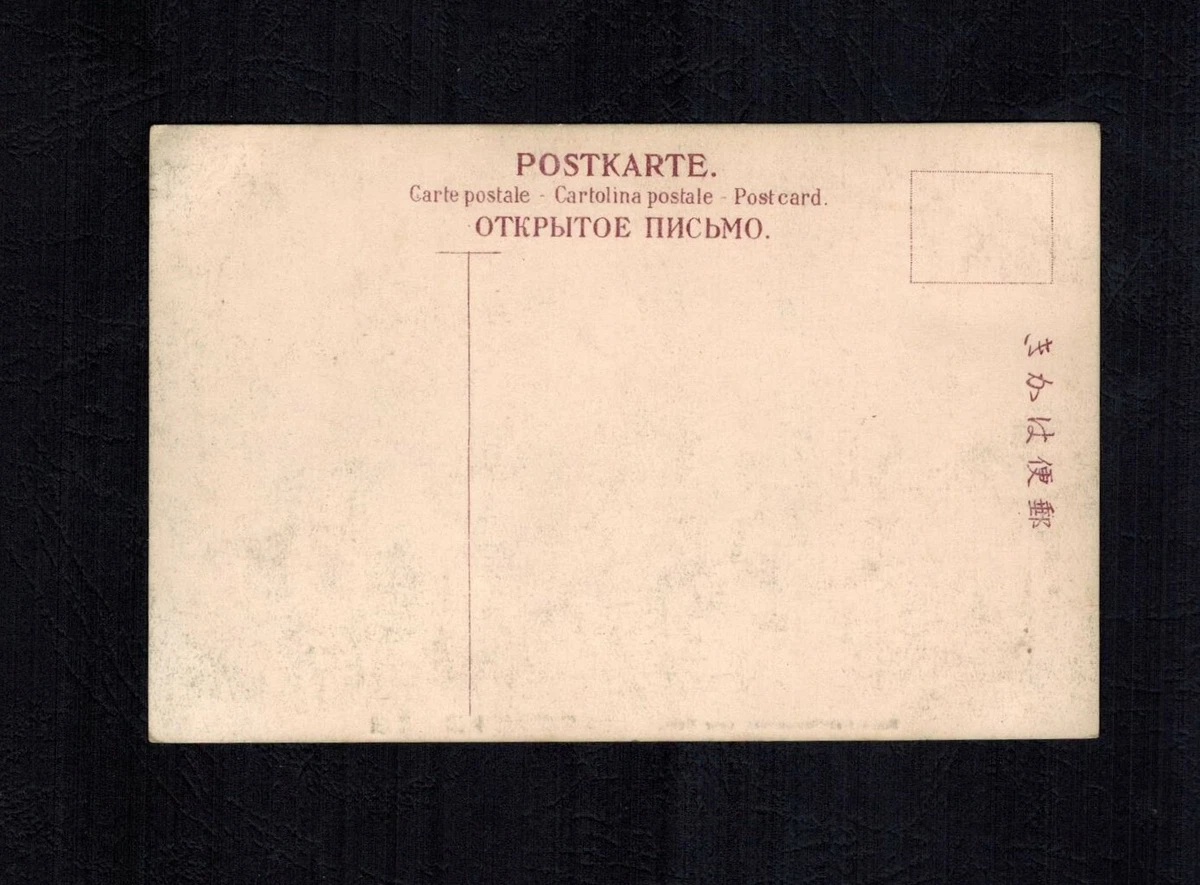 POSTKARTE.
Carte postale - Cartolina postale - Post card.
ОТКРЫТОЕ ПИСЬМО.
郵便はかき